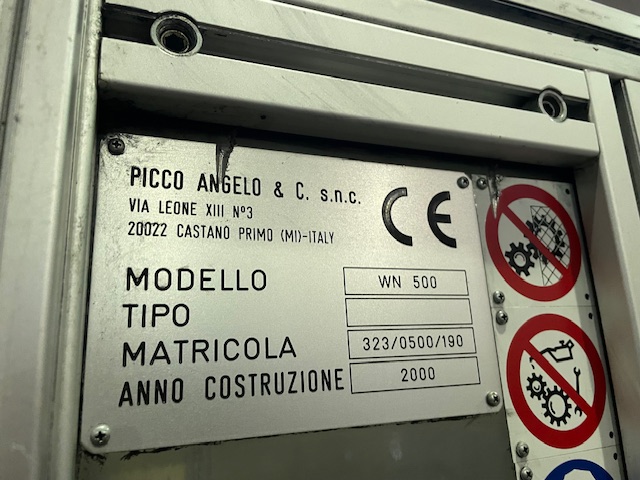 PICCO ANGELO & C. s.n.c.
VIA LEONE XIII Nº3
20022 CASTANO PRIMO (MI)-ITALY
CE
MODELLO WN 500
TIPO
MATRICOLA 323/0500/190
ANNO COSTRUZIONE 2000